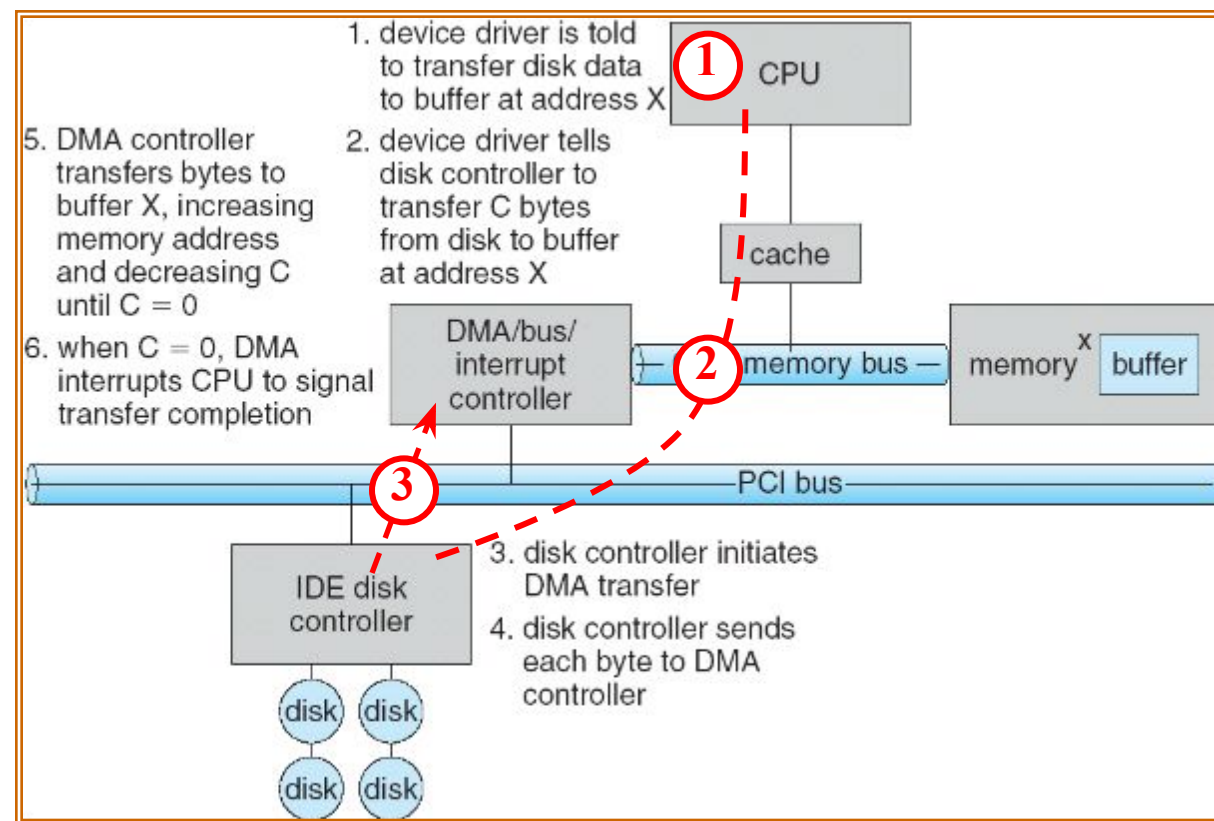 1. device driver is told
to transfer disk data
to buffer at address X
1
CPU
5. DMA controller
transfers bytes to
buffer X, increasing
memory address
and decreasing C
until C = 0
2. device driver tells
disk controller to
transfer C bytes
from disk to buffer
at address X
cache
6. when C = 0, DMA
interrupts CPU to signal
transfer completion
DMA/bus/
interrupt
controller
2
memory bus
memory
x
buffer
3
PCI bus
IDE disk
controller
3. disk controller initiates
DMA transfer
4. disk controller sends
each byte to DMA
controller
disk
disk
disk
disk